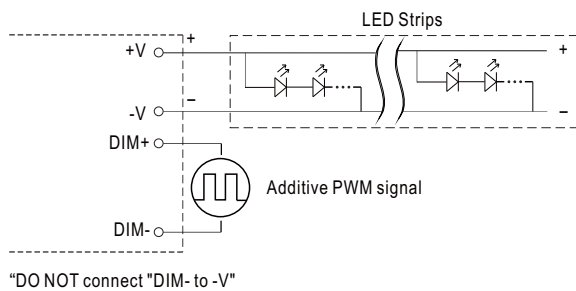 LED Strips
+V
+
+
-V
–
–
DIM+
Additive PWM signal
DIM-
“DO NOT connect "DIM- to -V"